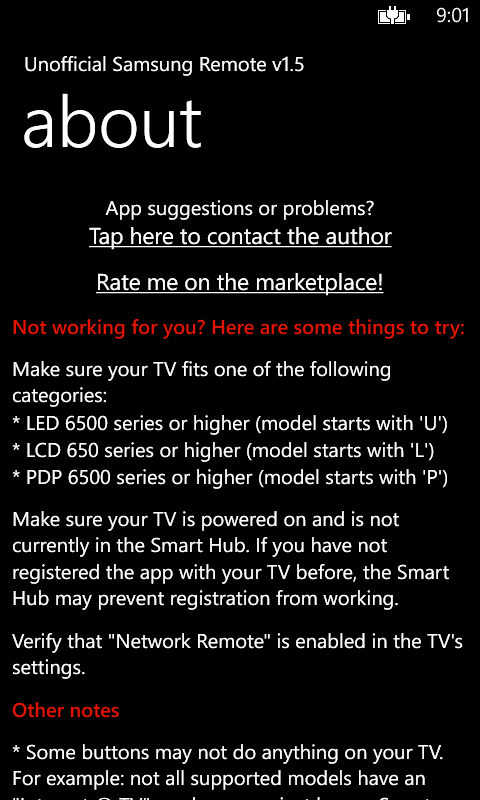 9:01
Unofficial Samsung Remote v1.5
about
App suggestions or problems?
Tap here to contact the author
Rate me on the marketplace!
Not working for you? Here are some things to try:
Make sure your TV fits one of the following
categories:
* LED 6500 series or higher (model starts with 'U')
* LCD 650 series or higher (model starts with 'L')
* PDP 6500 series or higher (model starts with 'P')
Make sure your TV is powered on and is not
currently in the Smart Hub. If you have not
registered the app with your TV before, the Smart
Hub may prevent registration from working.
Verify that "Network Remote" is enabled in the TV's
settings.
Other notes
* Some buttons may not do anything on your TV.
For example: not all supported models have an